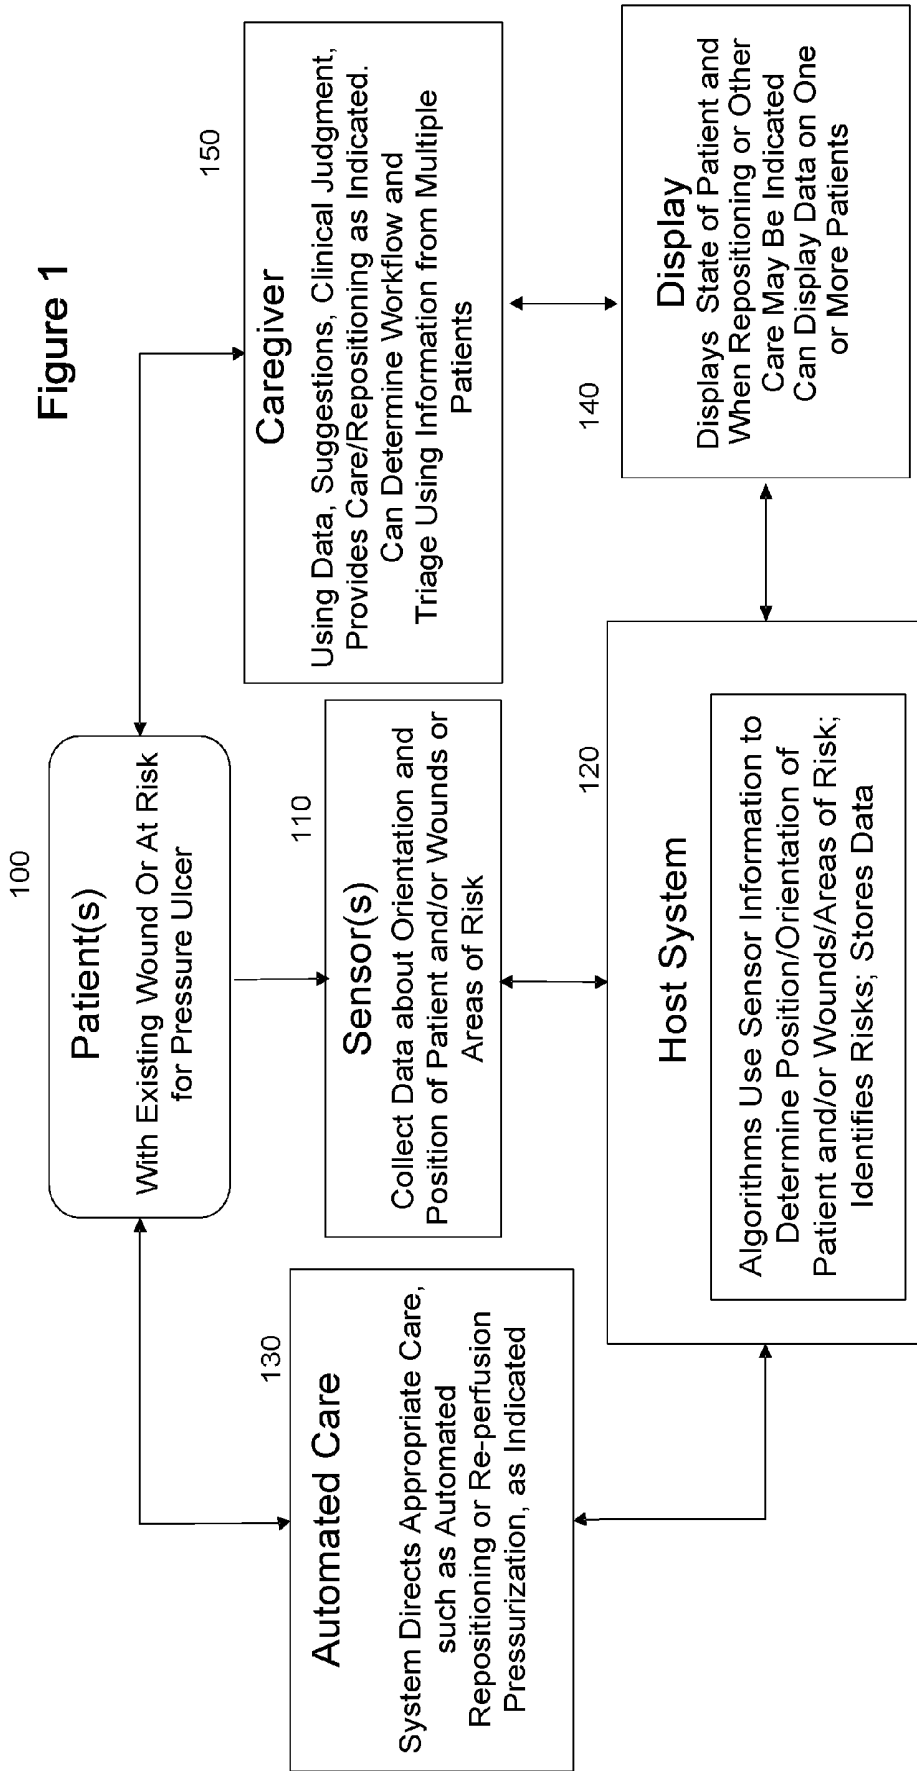 Figure 1
100
Patient(s)
With Existing Wound Or At Risk
for Pressure Ulcer
130
Automated Care
System Directs Appropriate Care,
such as Automated
Repositioning or Re-perfusion
Pressurization, as Indicated
110
Sensor(s)
Collect Data about Orientation and
Position of Patient and/or Wounds or
Areas of Risk
150
Caregiver
Using Data, Suggestions, Clinical Judgment,
Provides Care/Repositioning as Indicated.
Can Determine Workflow and
Triage Using Information from Multiple
Patients
120
Host System
Algorithms Use Sensor Information to
Determine Position/Orientation of
Patient and/or Wounds/Areas of Risk;
Identifies Risks; Stores Data
140
Display
Displays State of Patient and
When Repositioning or Other
Care May Be Indicated
Can Display Data on One
or More Patients